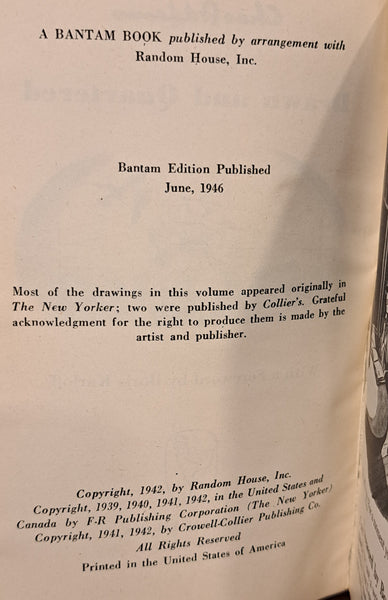 A BANTAM BOOK published by arrangement with
Random House, Inc.
Bantam Edition Published
June, 1946
Most of the drawings in this volume appeared originally in
The New Yorker; two were published by Collier's. Grateful
acknowledgment for the right to produce them is made by the
artist and publisher.
Copyright, 1942, by Random House, Inc.
Copyright, 1939, 1940, 1941, 1942, in the United States and
Canada by F-R Publishing Corporation (The New Yorker)
Copyright, 1941, 1942, by Crowell-Collier Publishing Co.
All Rights Reserved
Printed in the United States of America